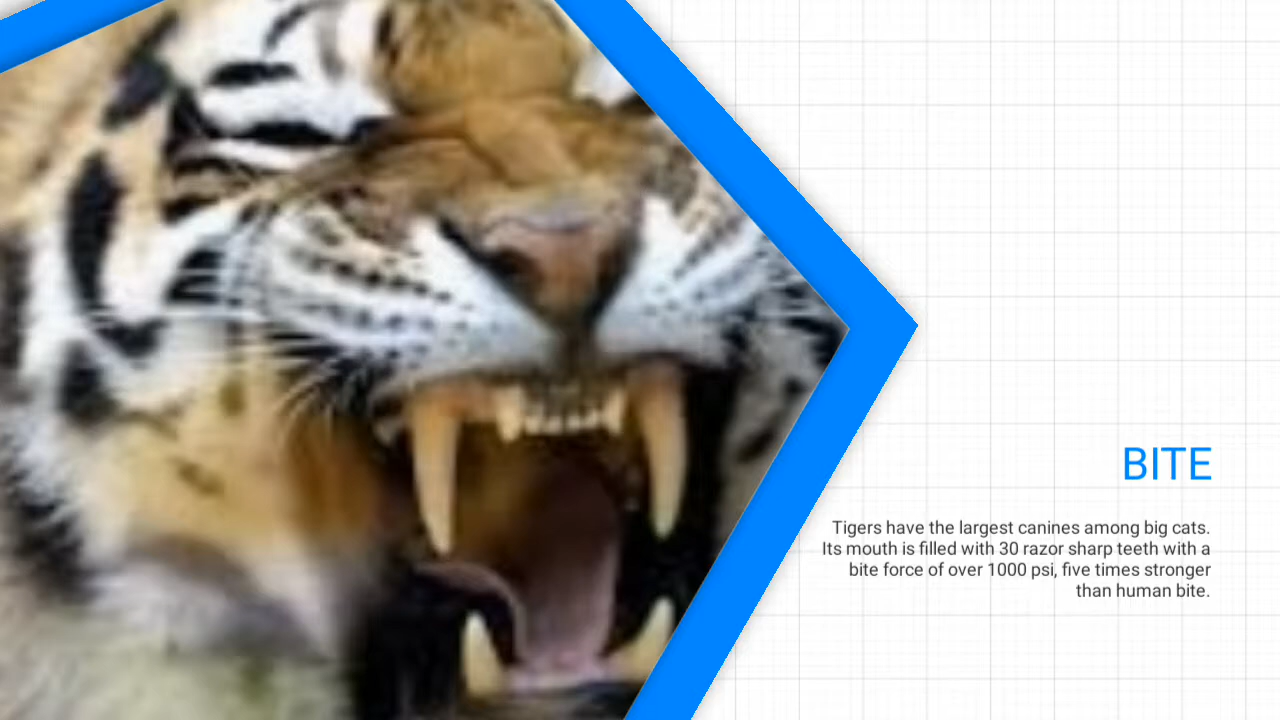 BITE
Tigers have the largest canines among big cats.
Its mouth is filled with 30 razor sharp teeth with a
bite force of over 1000 psi, five times stronger
than human bite.